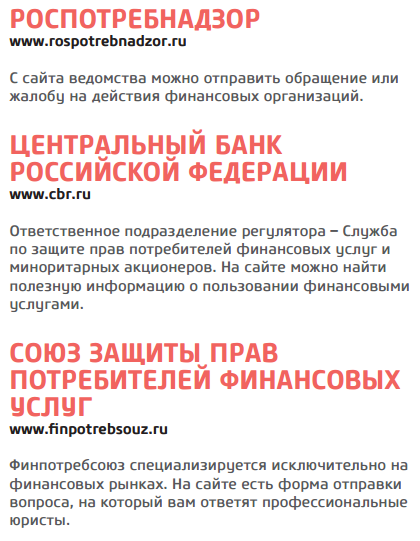 РОСПОТРЕБНАДЗОР
www.rospotrebnadzor.ru
С сайта ведомства можно отправить обращение или
жалобу на действия финансовых организаций.
ЦЕНТРАЛЬНЫЙ БАНК
РОССИЙСКОЙ ФЕДЕРАЦИИ
www.cbr.ru
Ответственное подразделение регулятора – Служба
по защите прав потребителей финансовых услуг и
миноритарных акционеров. На сайте можно найти
полезную информацию о пользовании финансовыми
услугами.
СОЮЗ ЗАЩИТЫ ПРАВ
ПОТРЕБИТЕЛЕЙ ФИНАНСОВЫХ
УСЛУГ
www.finpotrebsouz.ru
Финпотребсоюз специализируется исключительно на
финансовых рынках. На сайте есть форма отправки
вопроса, на который вам ответят профессиональные
юристы.